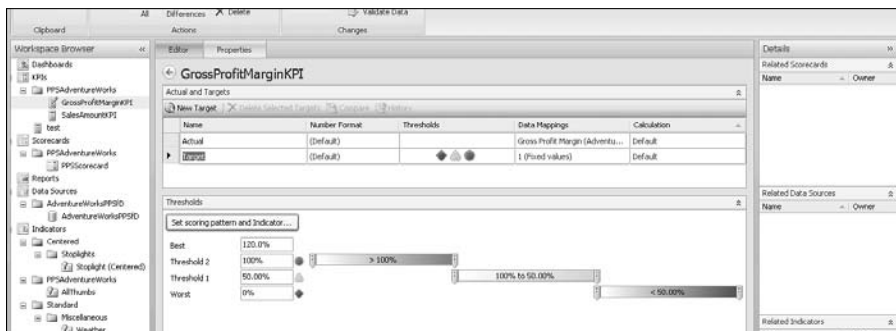 All
Differences
Delete
Validate Data
Clipboard
Actions
Changes
Workspace Browser «
Dashboards
KPIs
PPSAdventureWorks
GrossProfitMarginKPI
SalesAmountKPI
test
Scorecards
PPSAdventureWorks
PPSScorecard
Reports
Data Sources
AdventureWorksPPSfD
AdventureWorksPPSfD
Indicators
Centered
Stoplights
Stoplight (Centered)
PPSAdventureWorks
AllThumbs
Standard
Miscellaneous
Weather
Editor Properties
GrossProfitMarginKPI
Actual and Targets
New Target Delete Selected Targets Compare History
Name Number Format Thresholds Data Mappings Calculation
Actual (Default) Gross Profit Margin (Adventu... Default
Target (Default) 1 (Fixed values) Default
Thresholds
Set scoring pattern and Indicator...
Best 120.0%
Threshold 2 100% > 100%
Threshold 1 50.00% 100% to 50.00%
Worst 0% < 50.00%
Details »
Related Scorecards
Name Owner
Related Data Sources
Name Owner
Related Indicators